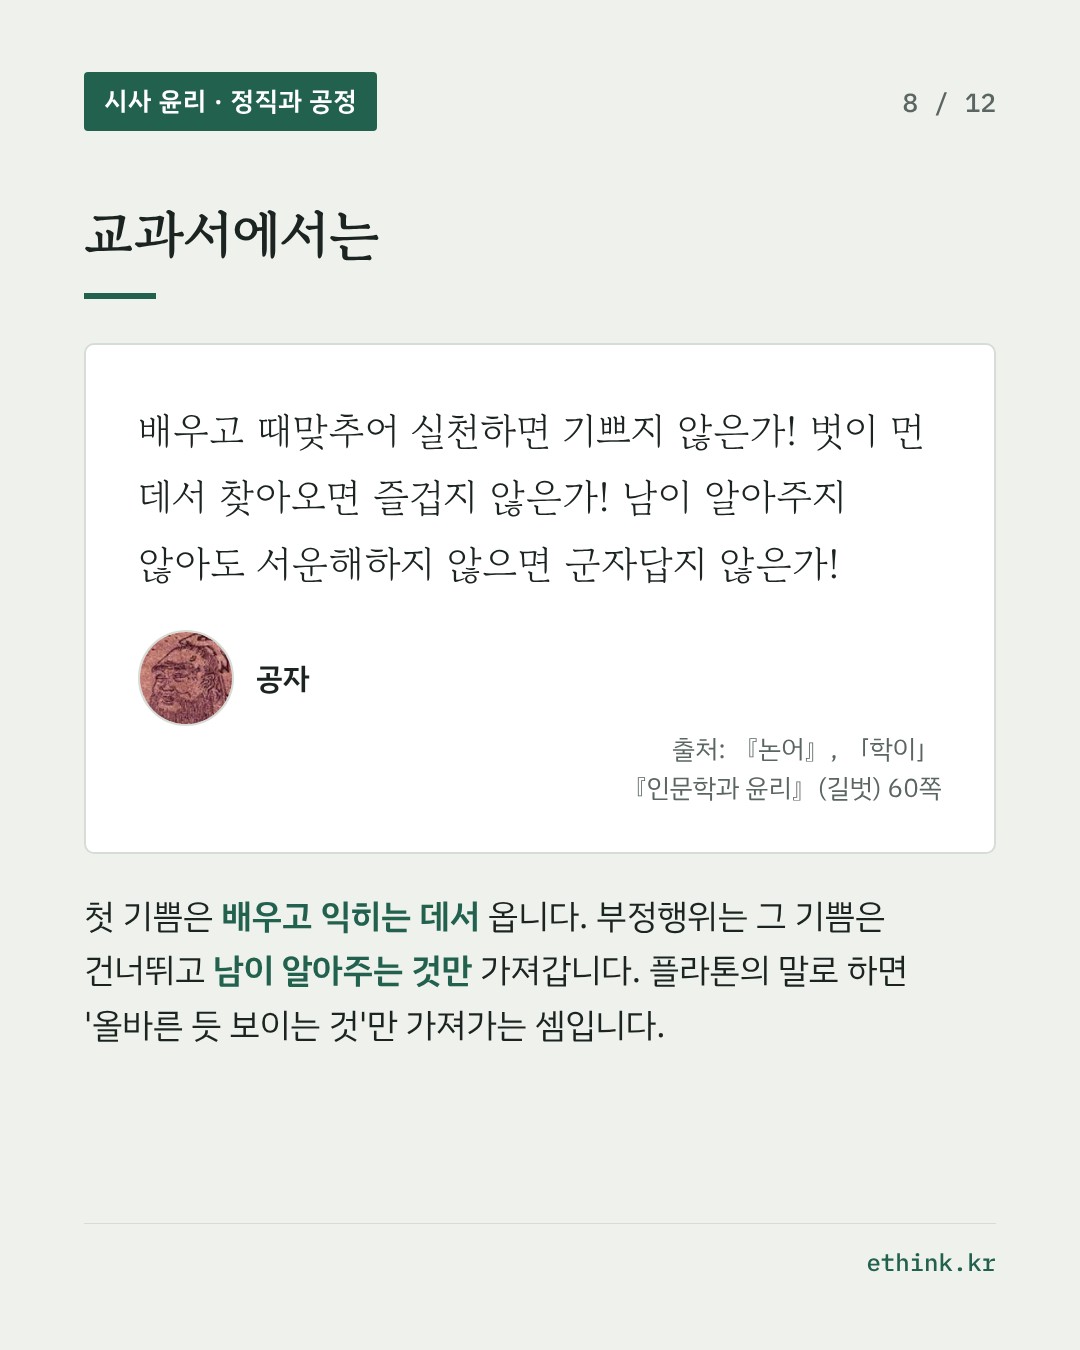 시사 윤리 · 정직과 공정
8 / 12
교과서에서는
배우고 때맞추어 실천하면 기쁘지 않은가! 벗이 먼
데서 찾아오면 즐겁지 않은가! 남이 알아주지
않아도 서운해하지 않으면 군자답지 않은가!
공자
출처: 『논어』, 「학이」
『인문학과 윤리』(길벗) 60쪽
첫 기쁨은 배우고 익히는 데서 옵니다. 부정행위는 그 기쁨은
건너뛰고 남이 알아주는 것만 가져갑니다. 플라톤의 말로 하면
'올바른 듯 보이는 것'만 가져가는 셈입니다.
ethink.kr